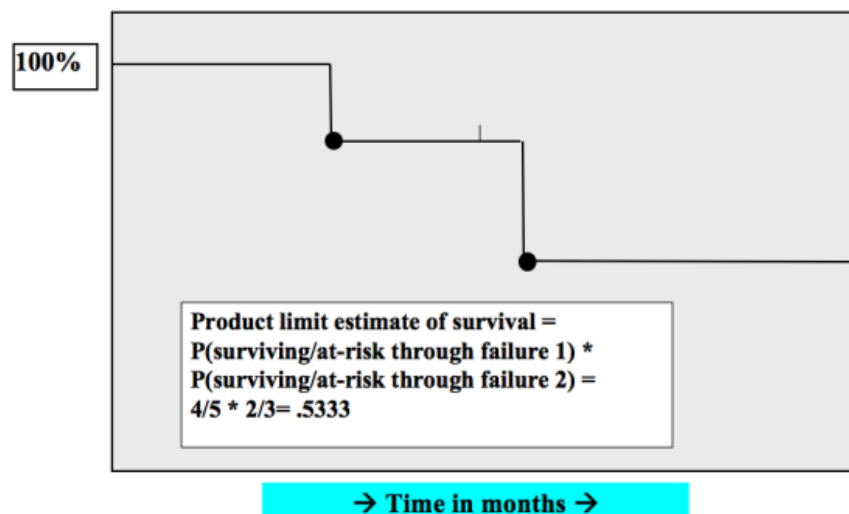 100%
Product limit estimate of survival =
P(surviving/at-risk through failure 1) *
P(surviving/at-risk through failure 2) =
4/5 * 2/3= .5333
→ Time in months →